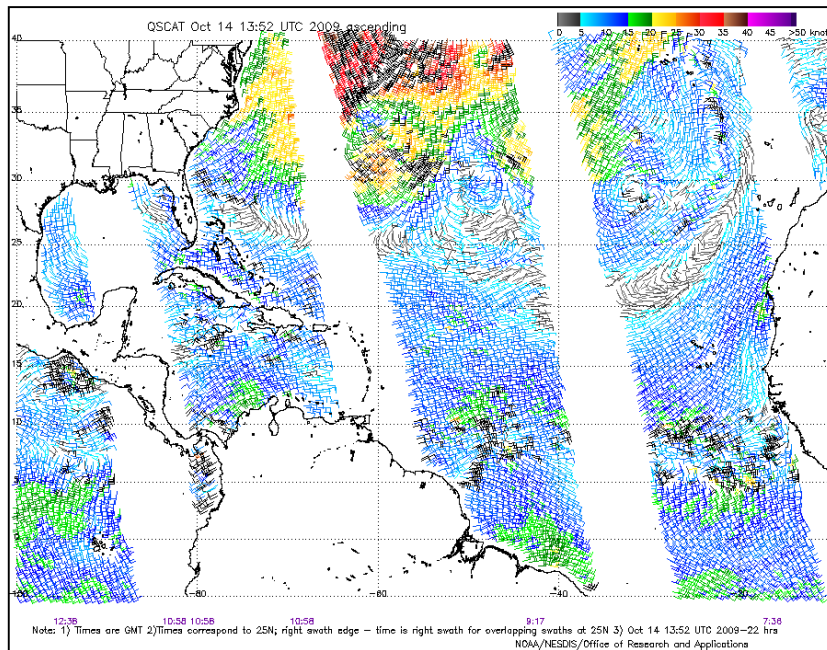 QSCAT Oct 14 13:52 UTC 2009 ascending
0 5 10 15 20 25 30 35 40 45 >50 knots
40
35
30
25
20
15
10
-80 -60 -40 -20
12:36 10:58 10:58 10:58 9:17 7:36
Note: 1) Times are GMT 2)Times correspond to 25N; right swath edge – time is right swath for overlapping swaths at 25N 3) Oct 14 13:52 UTC 2009–22 hrs
NOAA/NESDIS/Office of Research and Applications